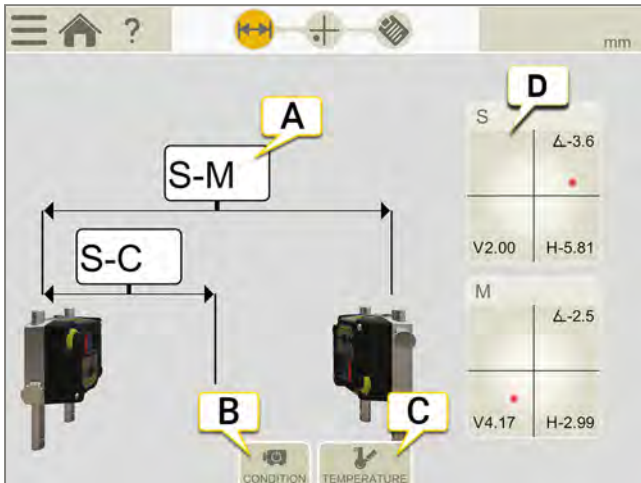 ?
mm
A
D
S
∡-3.6
S-M
V2.00 H-5.81
S-C
M
∡-2.5
B
C
V4.17 H-2.99
CONDITION TEMPERATURE